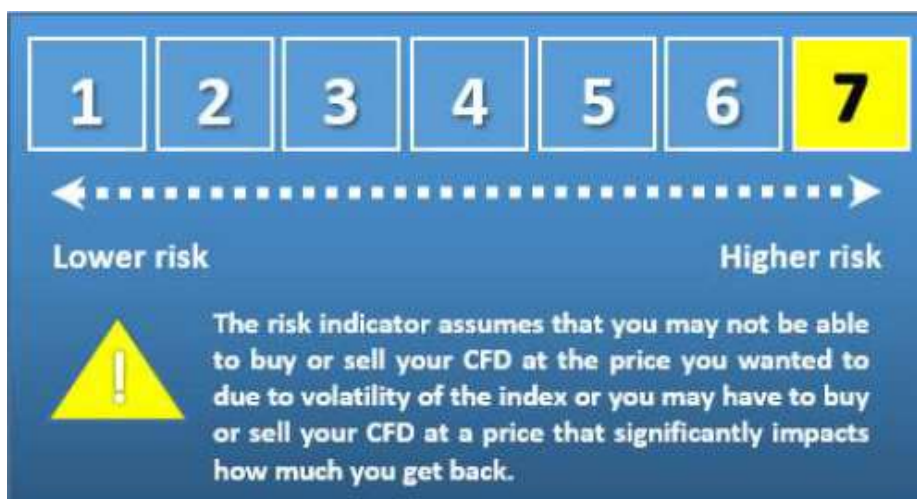 1 2 3 4 5 6 7
Lower risk Higher risk
!
The risk indicator assumes that you may not be able
to buy or sell your CFD at the price you wanted to
due to volatility of the index or you may have to buy
or sell your CFD at a price that significantly impacts
how much you get back.